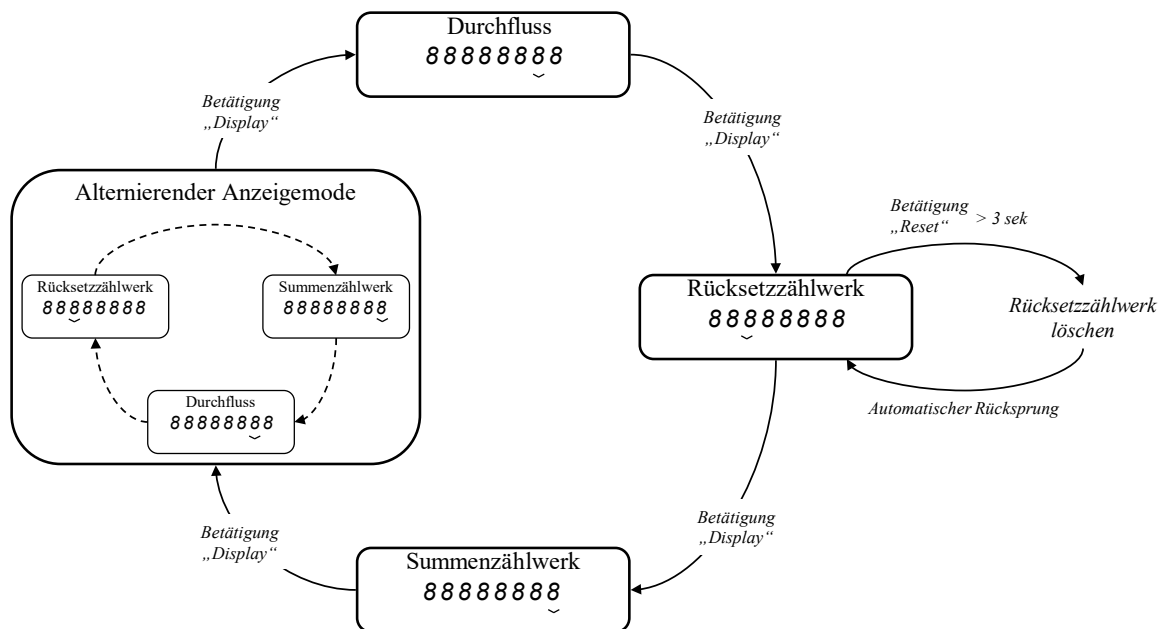 Durchfluss
88888888
Betätigung
„Display“
Betätigung
„Display“
Alternierender Anzeigemode
Rücksetzzählwerk
88888888
Summenzählwerk
88888888
Durchfluss
88888888
Betätigung
„Reset“ > 3 sek
Rücksetzzählwerk
88888888
Rücksetzzählwerk
löschen
Automatischer Rücksprung
Betätigung
„Display“
Betätigung
„Display“
Summenzählwerk
88888888